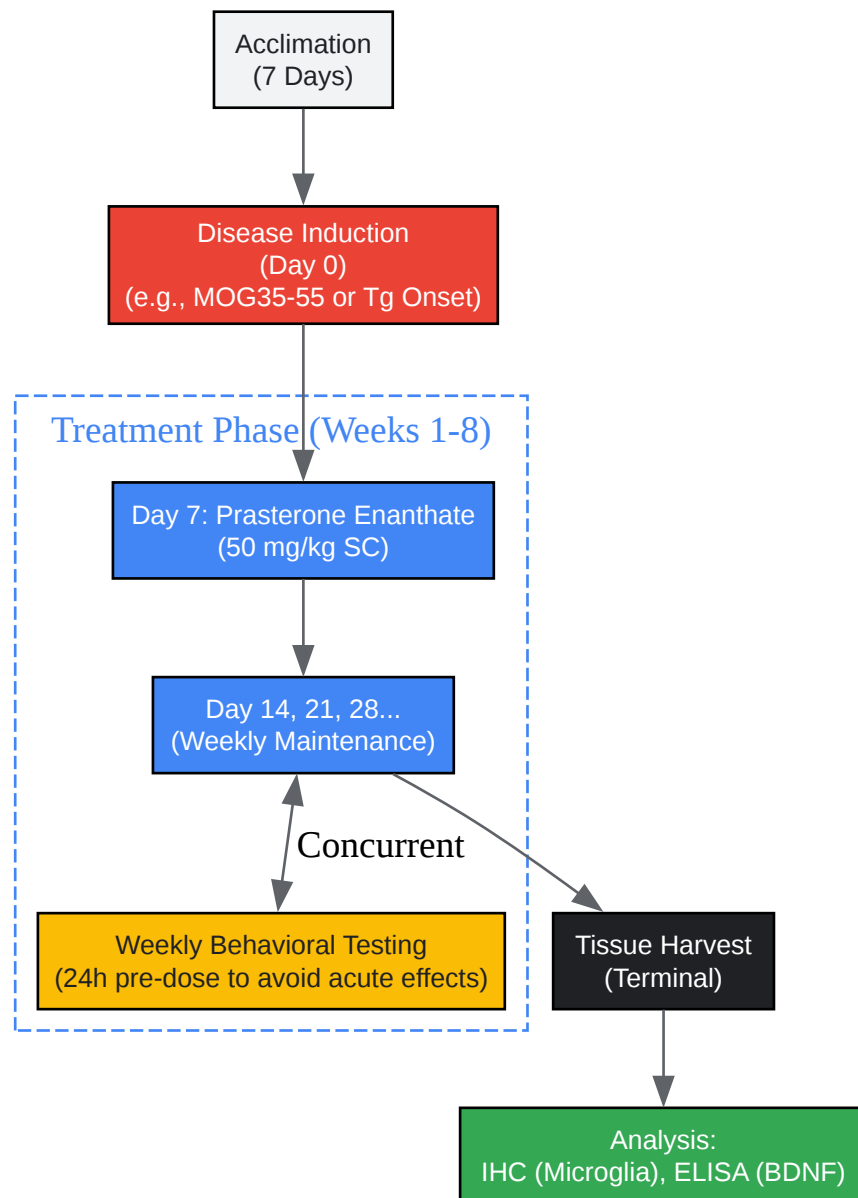 Acclimation
(7 Days)
Disease Induction
(Day 0)
(e.g., MOG35-55 or Tg Onset)
Treatment Phase (Weeks 1-8)
Day 7: Prasterone Enanthate
(50 mg/kg SC)
Day 14, 21, 28...
(Weekly Maintenance)
Concurrent
Weekly Behavioral Testing
(24h pre-dose to avoid acute effects)
Tissue Harvest
(Terminal)
Analysis:
IHC (Microglia), ELISA (BDNF)